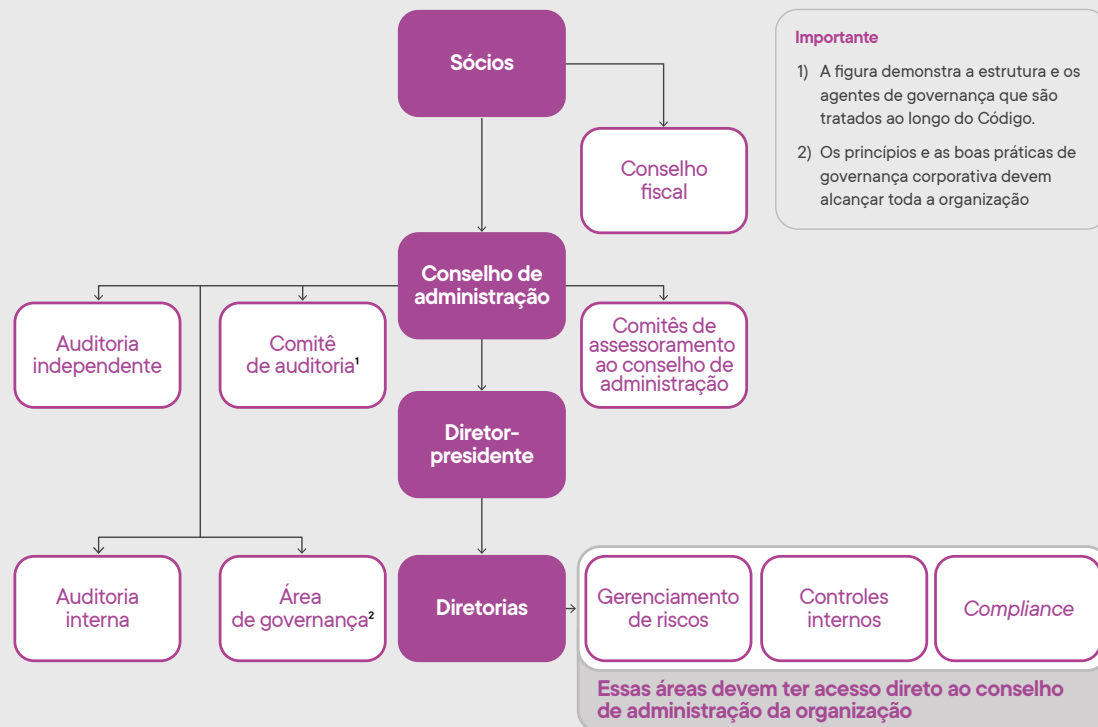 Sócios
Importante
1) A figura demonstra a estrutura e os
agentes de governança que são
tratados ao longo do Código.
2) Os princípios e as boas práticas de
governança corporativa devem
alcançar toda a organização
Conselho
fiscal
Conselho de
administração
Auditoria
independente
Comitê
de auditoria¹
Comitês de
assessoramento
ao conselho de
administração
Diretor-
presidente
Auditoria
interna
Área
de governança²
Diretorias
Gerenciamento
de riscos
Controles
internos
Compliance
Essas áreas devem ter acesso direto ao conselho
de administração da organização